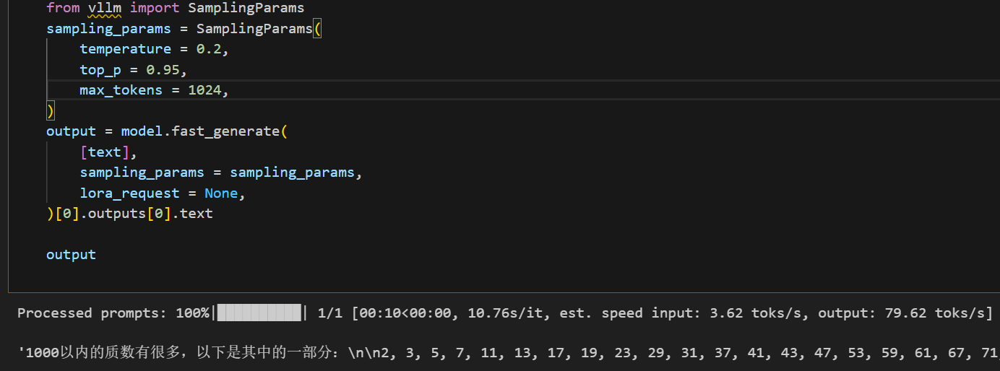 from vllm import SamplingParams
sampling_params = SamplingParams(
    temperature = 0.2,
    top_p = 0.95,
    max_tokens = 1024,
)
output = model.fast_generate(
    [text],
    sampling_params = sampling_params,
    lora_request = None,
)[0].outputs[0].text
output
Processed prompts: 100%|██████████| 1/1 [00:10<00:00, 10.76s/it, est. speed input: 3.62 toks/s, output: 79.62 toks/s]
'1000以内的质数有很多，以下是其中的一部分：\n\n2, 3, 5, 7, 11, 13, 17, 19, 23, 29, 31, 37, 41, 43, 47, 53, 59, 61, 67, 71,